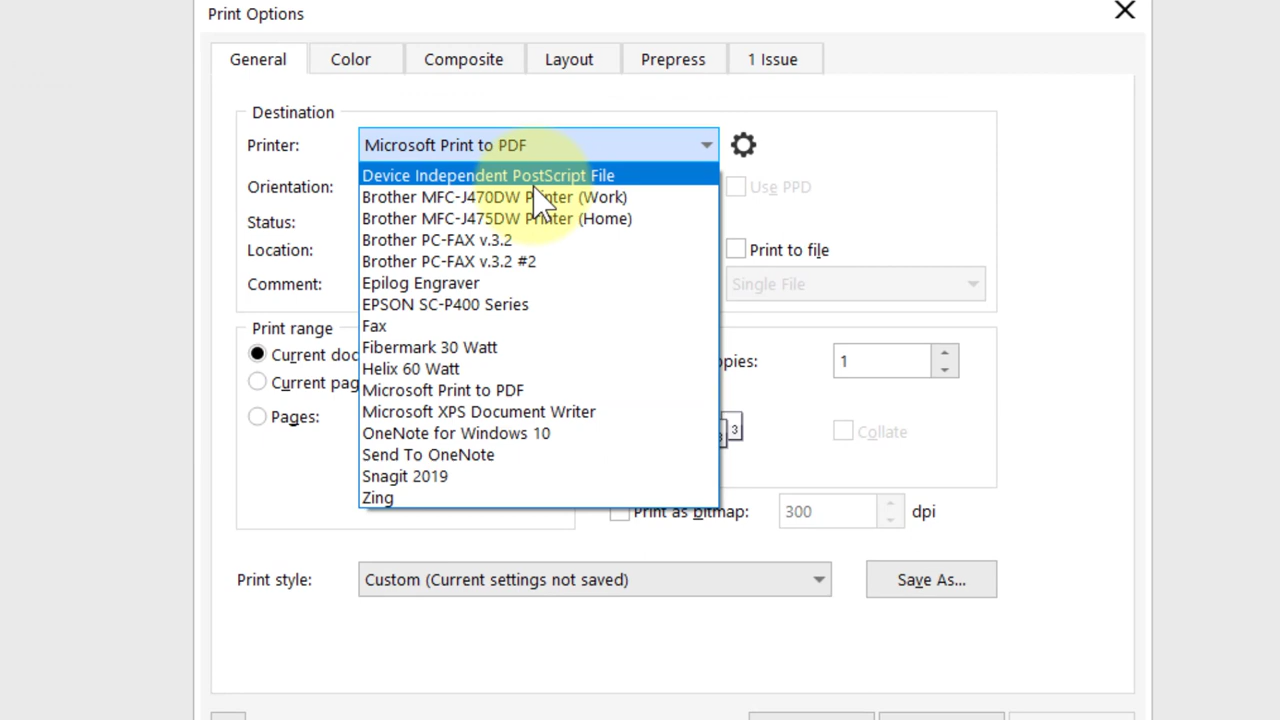 Print Options
General
Color
Composite
Layout
Prepress
1 Issue
Destination
Printer:
Microsoft Print to PDF
Device Independent PostScript File
Orientation:
Use PPD
Brother MFC-J470DW Printer (Work)
Brother MFC-J475DW Printer (Home)
Status:
Brother PC-FAX v.3.2
Location:
Print to file
Brother PC-FAX v.3.2 #2
Comment:
Epilog Engraver
Single File
EPSON SC-P400 Series
Print range
Fax
Fibermark 30 Watt
Current doc
Helix 60 Watt
opies:
1
Current pag
Microsoft Print to PDF
Pages:
Microsoft XPS Document Writer
OneNote for Windows 10
3
3
Collate
Send To OneNote
Snagit 2019
Zing
Print as bitmap:
300
dpi
Print style:
Custom (Current settings not saved)
Save As...